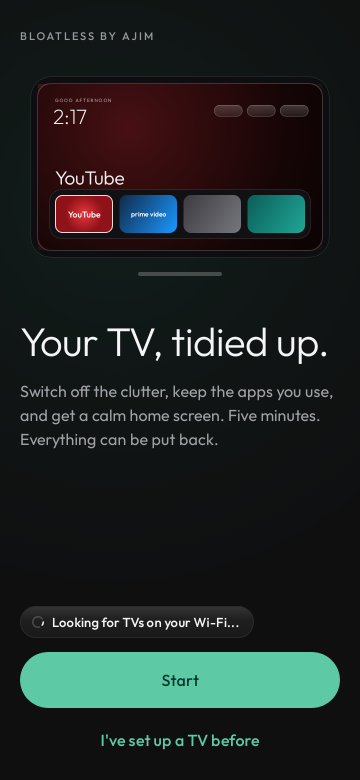 BLOATLESS BY AJIM
GOOD AFTERNOON
2:17
YouTube
YouTube
prime video
Your TV, tidied up.
Switch off the clutter, keep the apps you use,
and get a calm home screen. Five minutes.
Everything can be put back.
Looking for TVs on your Wi-Fi...
Start
I've set up a TV before